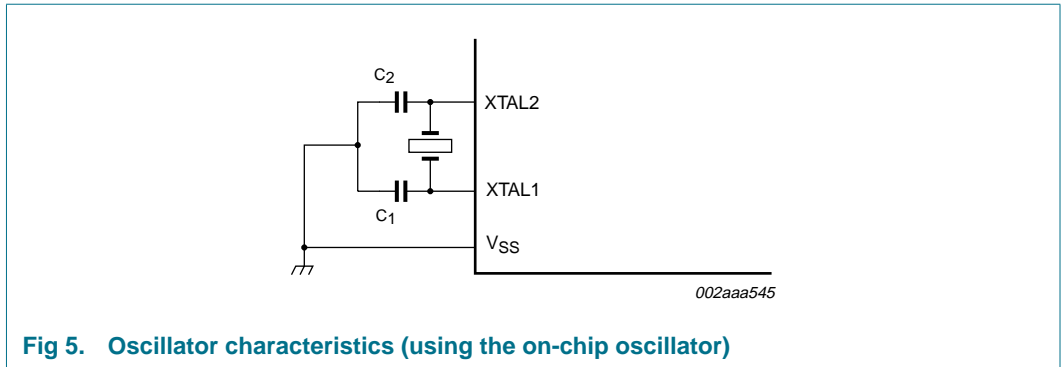 C2
XTAL2
XTAL1
C1
VSS
002aaa545
Fig 5. Oscillator characteristics (using the on-chip oscillator)